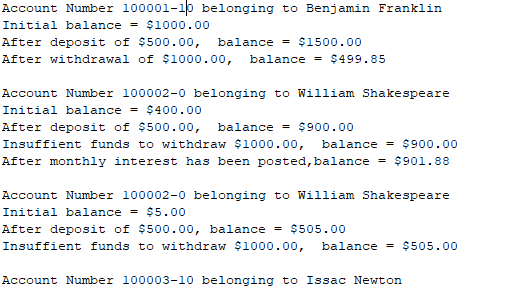 Account Number 100001-10 belonging to Benjamin Franklin
Initial balance = $1000.00
After deposit of $500.00,  balance = $1500.00
After withdrawal of $1000.00,  balance = $499.85

Account Number 100002-0 belonging to William Shakespeare
Initial balance = $400.00
After deposit of $500.00,  balance = $900.00
Insuffient funds to withdraw $1000.00,  balance = $900.00
After monthly interest has been posted,balance = $901.88

Account Number 100002-0 belonging to William Shakespeare
Initial balance = $5.00
After deposit of $500.00, balance = $505.00
Insuffient funds to withdraw $1000.00,  balance = $505.00

Account Number 100003-10 belonging to Issac Newton